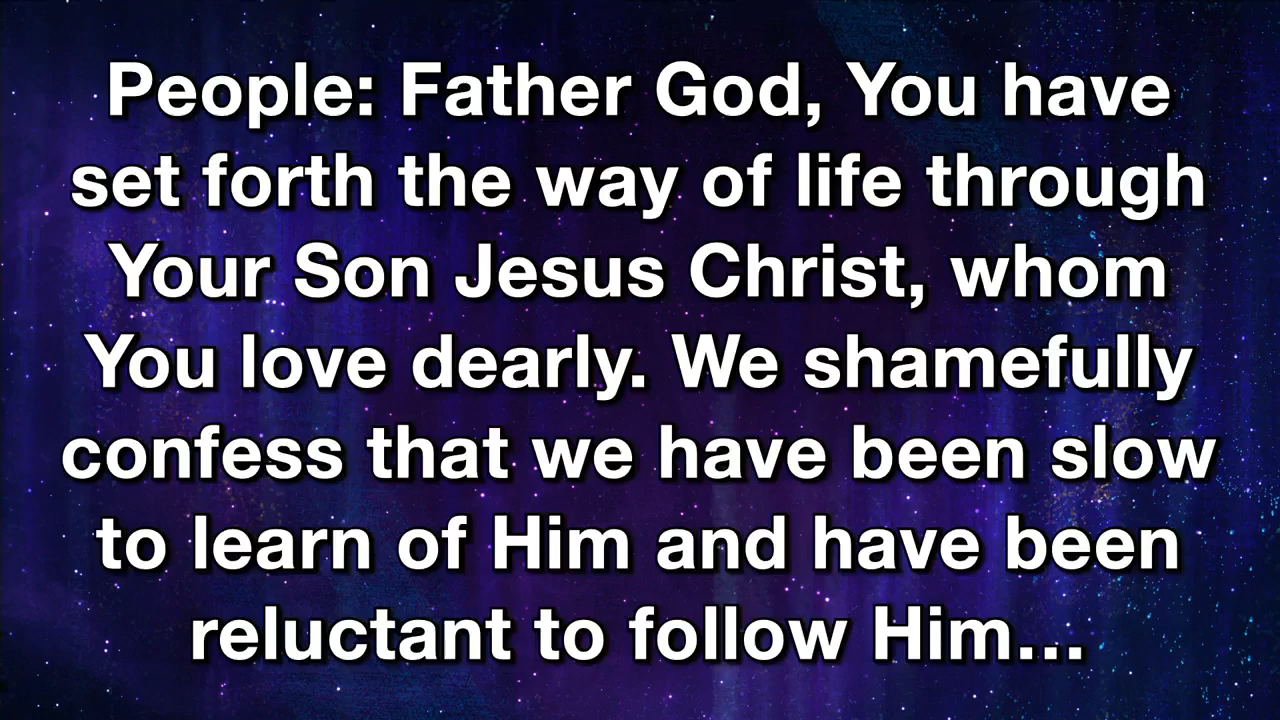 People: Father God, You have
set forth the way of life through
Your Son Jesus Christ, whom
You love dearly. We shamefully
confess that we have been slow
to learn of Him and have been
reluctant to follow Him…